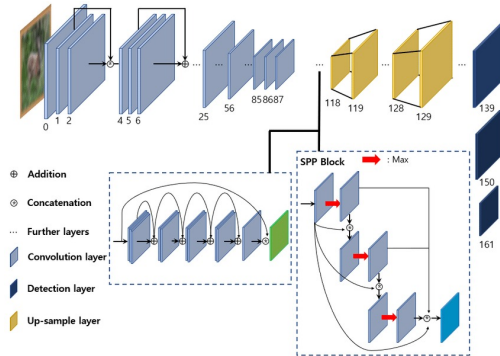 0 1 2 4 5 6 25 56 85 86 87 118 119 128 129 139
150
161
SPP Block
: Max
Addition
Concatenation
Further layers
Convolution layer
Detection layer
Up-sample layer